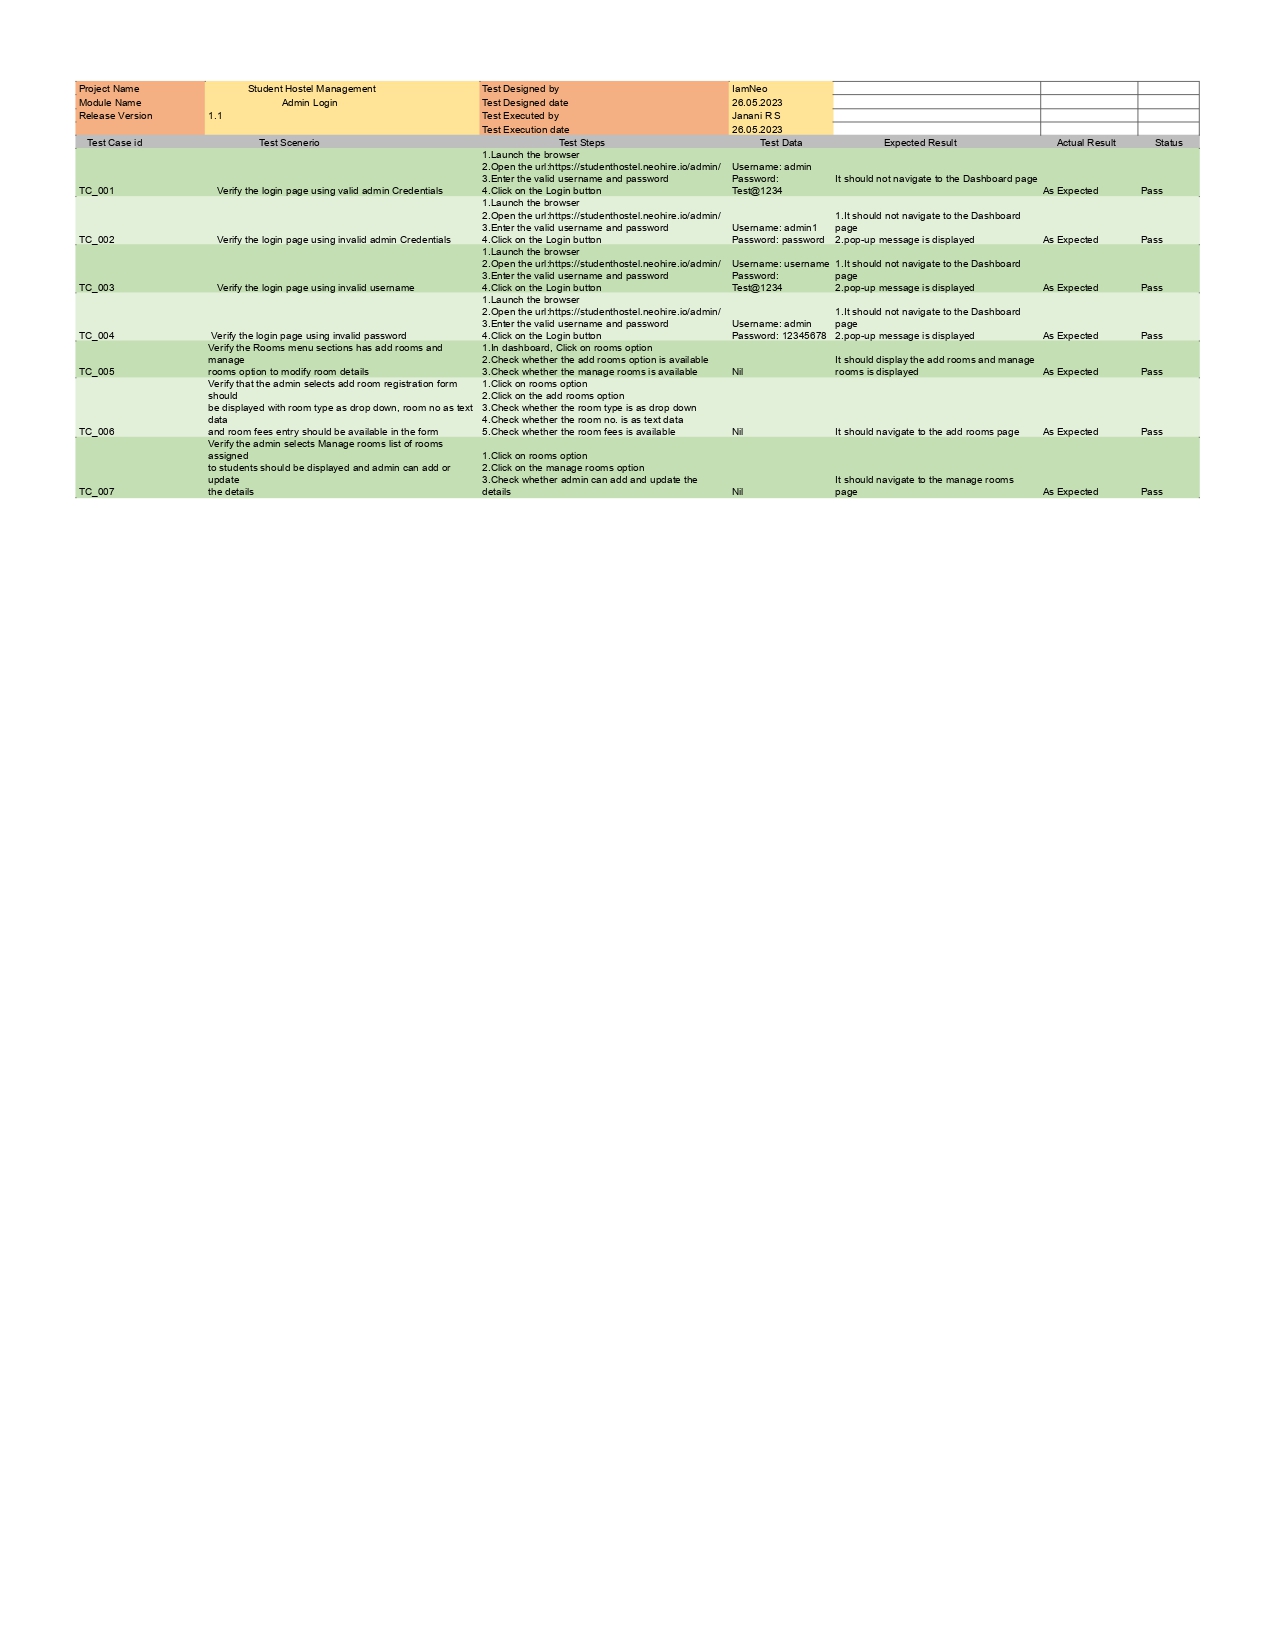 Project Name Student Hostel Management Test Designed by IamNeo
Module Name Admin Login Test Designed date 26.05.2023
Release Version 1.1 Test Executed by Janani R S
Test Execution date 26.05.2023
Test Case id Test Scenerio Test Steps Test Data Expected Result Actual Result Status
1.Launch the browser
2.Open the url:https://studenthostel.neohire.io/admin/ Username: admin
3.Enter the valid username and password Password: It should not navigate to the Dashboard page
TC_001 Verify the login page using valid admin Credentials 4.Click on the Login button Test@1234 As Expected Pass
1.Launch the browser
2.Open the url:https://studenthostel.neohire.io/admin/ 1.It should not navigate to the Dashboard
3.Enter the valid username and password Username: admin1 page
TC_002 Verify the login page using invalid admin Credentials 4.Click on the Login button Password: password 2.pop-up message is displayed As Expected Pass
1.Launch the browser
2.Open the url:https://studenthostel.neohire.io/admin/ Username: username 1.It should not navigate to the Dashboard
3.Enter the valid username and password Password: page
TC_003 Verify the login page using invalid username 4.Click on the Login button Test@1234 2.pop-up message is displayed As Expected Pass
1.Launch the browser
2.Open the url:https://studenthostel.neohire.io/admin/ 1.It should not navigate to the Dashboard
3.Enter the valid username and password Username: admin page
TC_004 Verify the login page using invalid password 4.Click on the Login button Password: 12345678 2.pop-up message is displayed As Expected Pass
Verify the Rooms menu sections has add rooms and 1.In dashboard, Click on rooms option
manage 2.Check whether the add rooms option is available It should display the add rooms and manage
TC_005 rooms option to modify room details 3.Check whether the manage rooms is available Nil rooms is displayed As Expected Pass
Verify that the admin selects add room registration form 1.Click on rooms option
should 2.Click on the add rooms option
be displayed with room type as drop down, room no as text 3.Check whether the room type is as drop down
data 4.Check whether the room no. is as text data
TC_006 and room fees entry should be available in the form 5.Check whether the room fees is available Nil It should navigate to the add rooms page As Expected Pass
Verify the admin selects Manage rooms list of rooms
assigned 1.Click on rooms option
to students should be displayed and admin can add or 2.Click on the manage rooms option
update 3.Check whether admin can add and update the It should navigate to the manage rooms
TC_007 the details details Nil page As Expected Pass